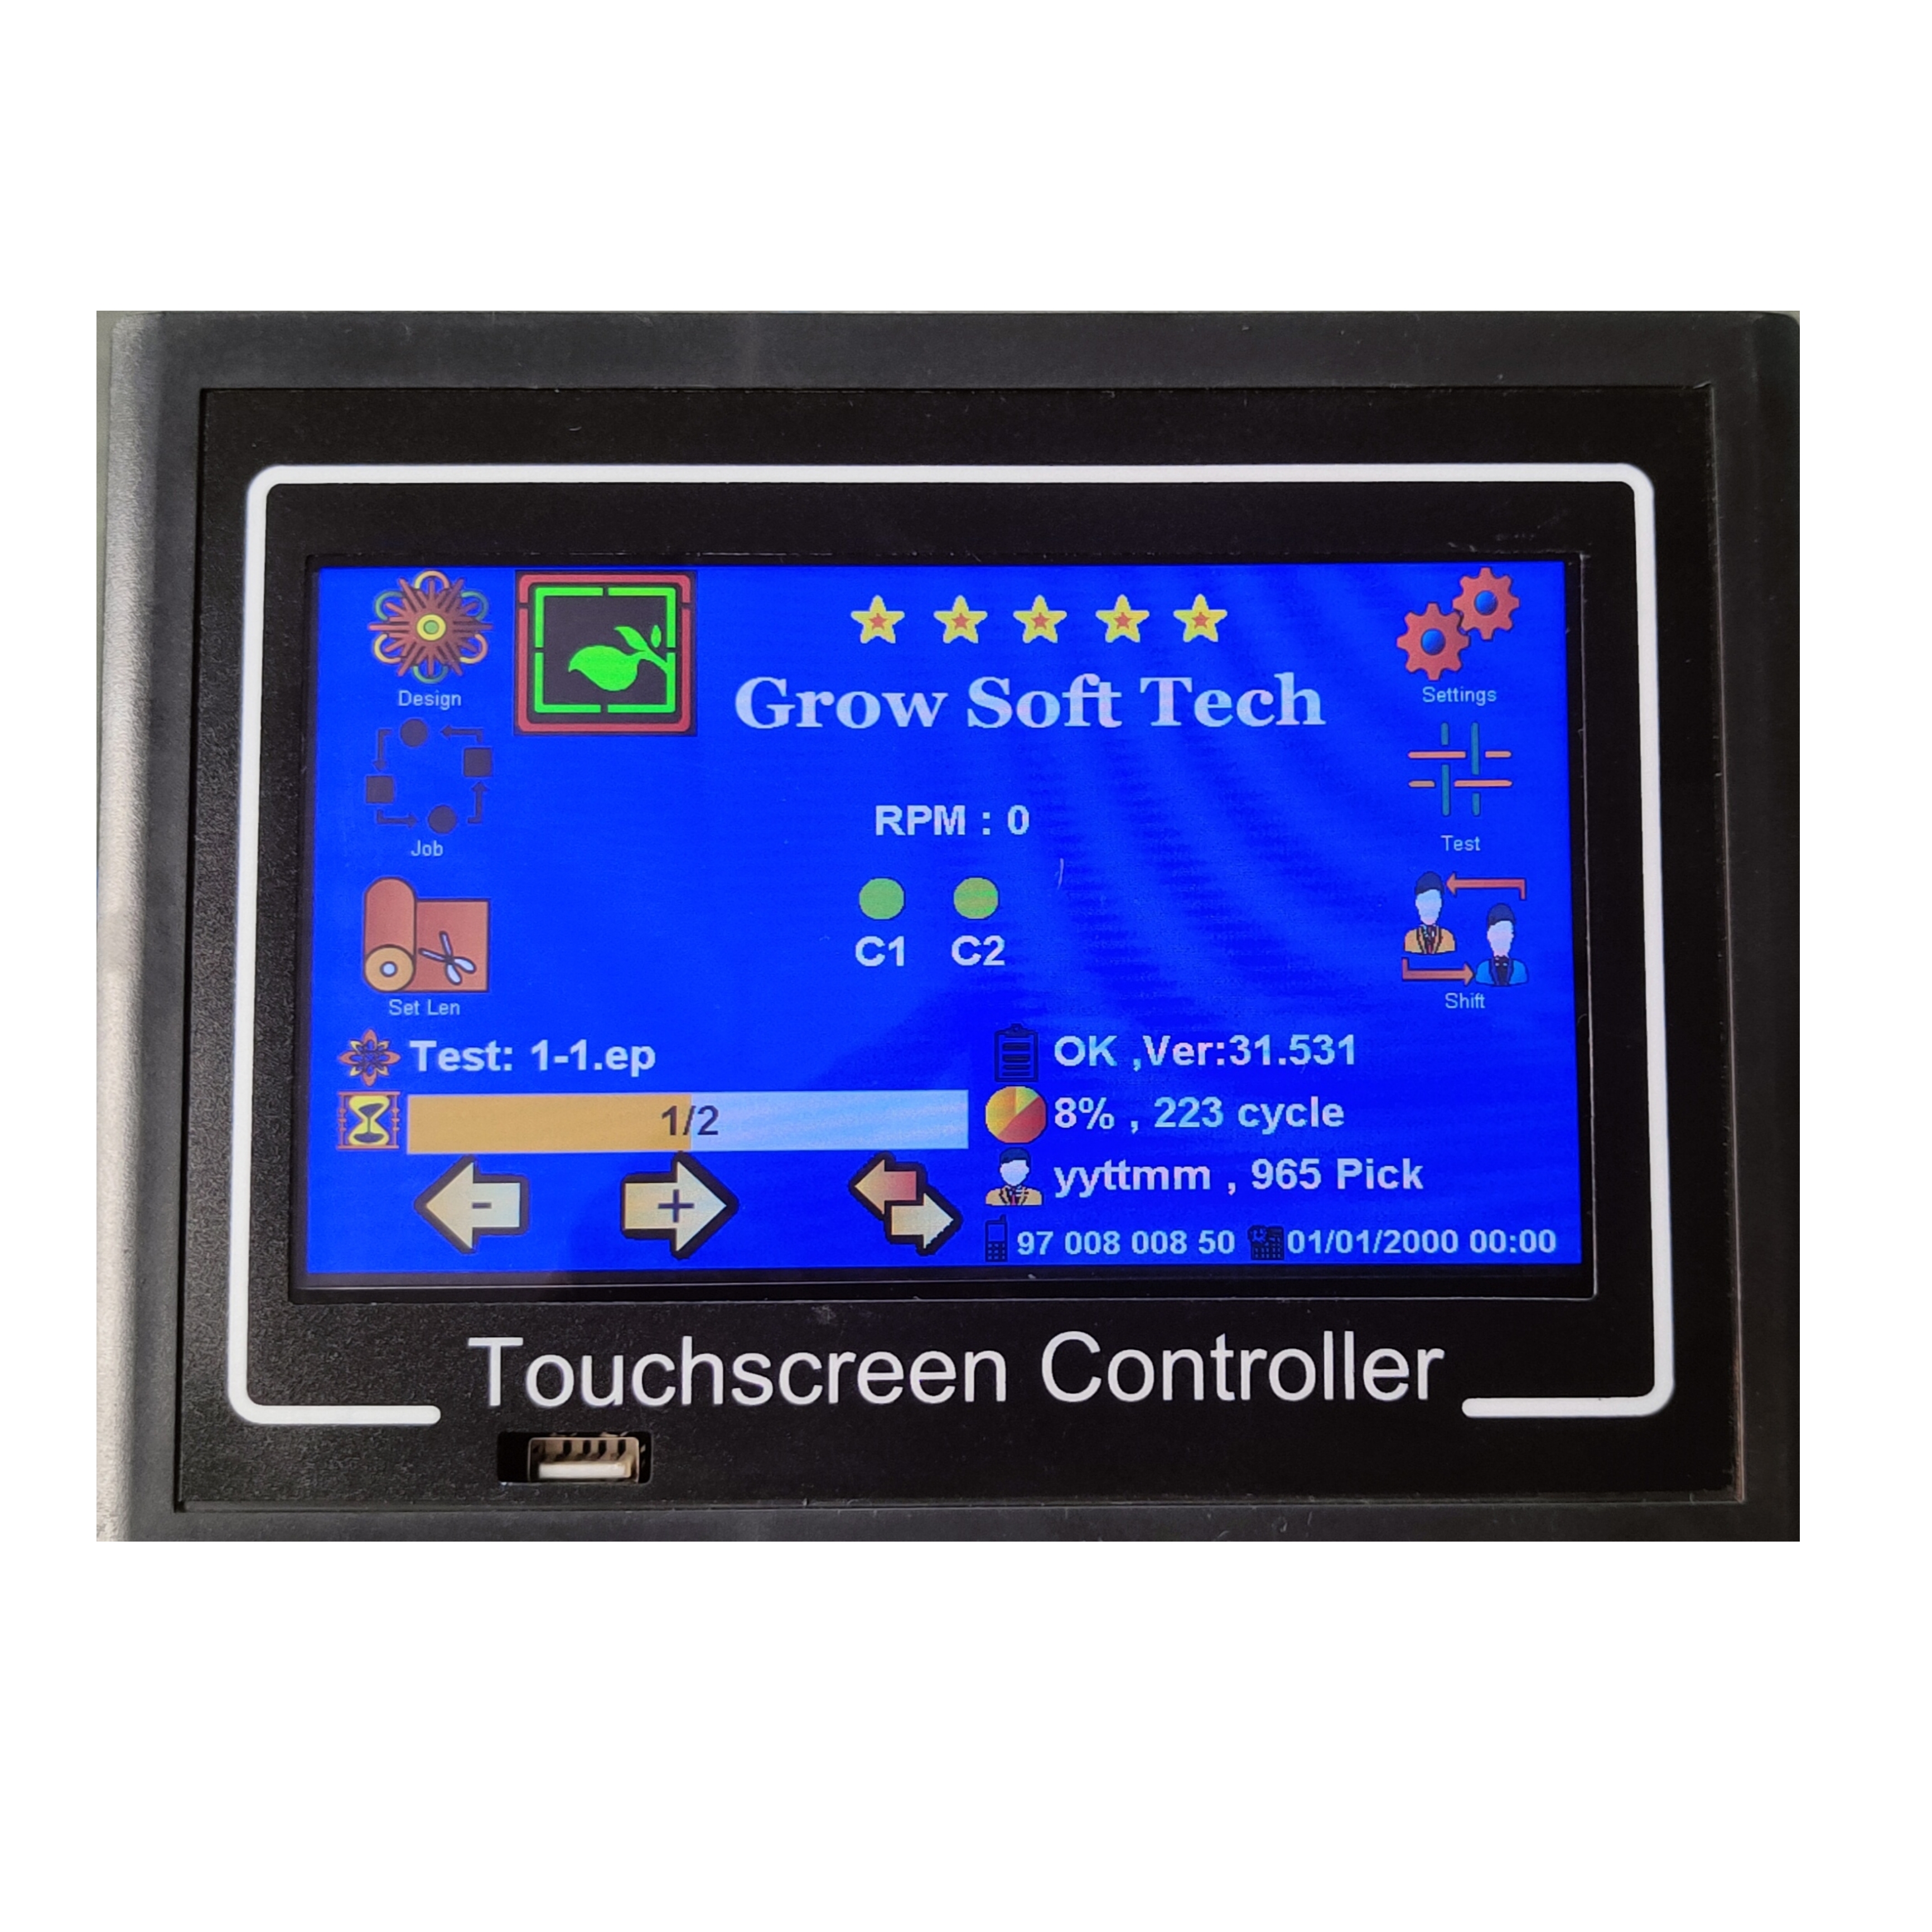 Design
Grow Soft Tech
Settings
RPM : 0
Test
Job
C1 C2
Set Len
Shift
Test: 1-1.ep
OK ,Ver:31.531
1/2
8% , 223 cycle
- +
yyttmm , 965 Pick
97 008 008 50 01/01/2000 00:00
Touchscreen Controller